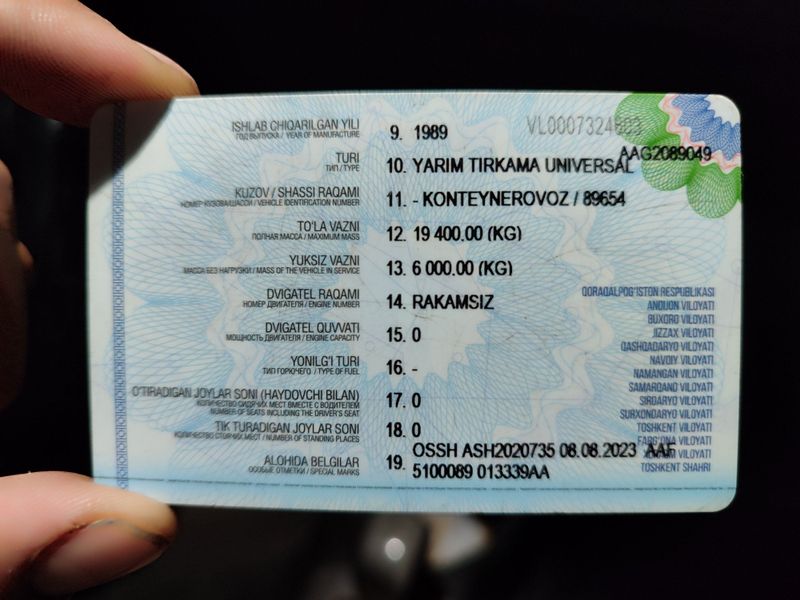 ISHLAB CHIQARILGAN YILI
ГОД ВЫПУСКА / YEAR OF MANUFACTURE
9. 1989
AAG2089049
TURI
ТИП / TYPE
10. YARIM TIRKAMA UNIVERSAL
KUZOV / SHASSI RAQAMI
НОМЕР КУЗОВА/ШАССИ / VEHICLE IDENTIFICATION NUMBER
11. - KONTEYNEROVOZ / 89654
TO'LA VAZNI
ПОЛНАЯ МАССА / MAXIMUM MASS
12. 19 400.00 (KG)
YUKSIZ VAZNI
МАССА БЕЗ НАГРУЗКИ / MASS OF THE VEHICLE IN SERVICE
13. 6 000.00 (KG)
DVIGATEL RAQAMI
НОМЕР ДВИГАТЕЛЯ / ENGINE NUMBER
14. RAKAMSIZ
DVIGATEL QUVVATI
МОЩНОСТЬ ДВИГАТЕЛЯ / ENGINE CAPACITY
15. 0
YONILG'I TURI
ТИП ГОРЮЧЕГО / TYPE OF FUEL
16. -
O'TIRADIGAN JOYLAR SONI (HAYDOVCHI BILAN)
КОЛИЧЕСТВО СИДЯЧИХ МЕСТ ВМЕСТЕ С ВОДИТЕЛЕМ
NUMBER OF SEATS INCLUDING THE DRIVER'S SEAT
17. 0
TIK TURADIGAN JOYLAR SONI
КОЛИЧЕСТВО СТОЯЧИХ МЕСТ / NUMBER OF STANDING PLACES
18. 0
ALOHIDA BELGILAR
ОСОБЫЕ ОТМЕТКИ / SPECIAL MARKS
19. OSSH ASH2020735 08.08.2023 AAF
5100089 013339AA
QORAQALPOG'ISTON RESPUBLIKASI
ANDIJON VILOYATI
BUXORO VILOYATI
JIZZAX VILOYATI
QASHQADARYO VILOYATI
NAVOIY VILOYATI
NAMANGAN VILOYATI
SAMARQAND VILOYATI
SIRDARYO VILOYATI
SURXONDARYO VILOYATI
TOSHKENT VILOYATI
FARG'ONA VILOYATI
VILOYATI
TOSHKENT SHAHRI